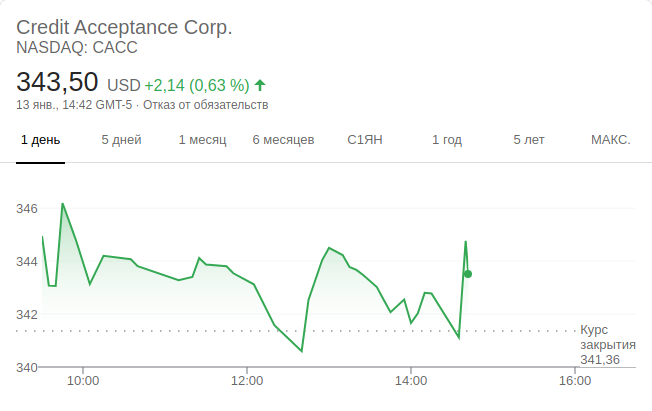 Credit Acceptance Corp.
NASDAQ: CACC
343,50 USD +2,14 (0,63 %)
13 янв., 14:42 GMT-5 · Отказ от обязательств
1 день 5 дней 1 месяц 6 месяцев С1ЯН 1 год 5 лет МАКС.
346
344
342
Курс
закрытия
341,36
340
10:00 12:00 14:00 16:00